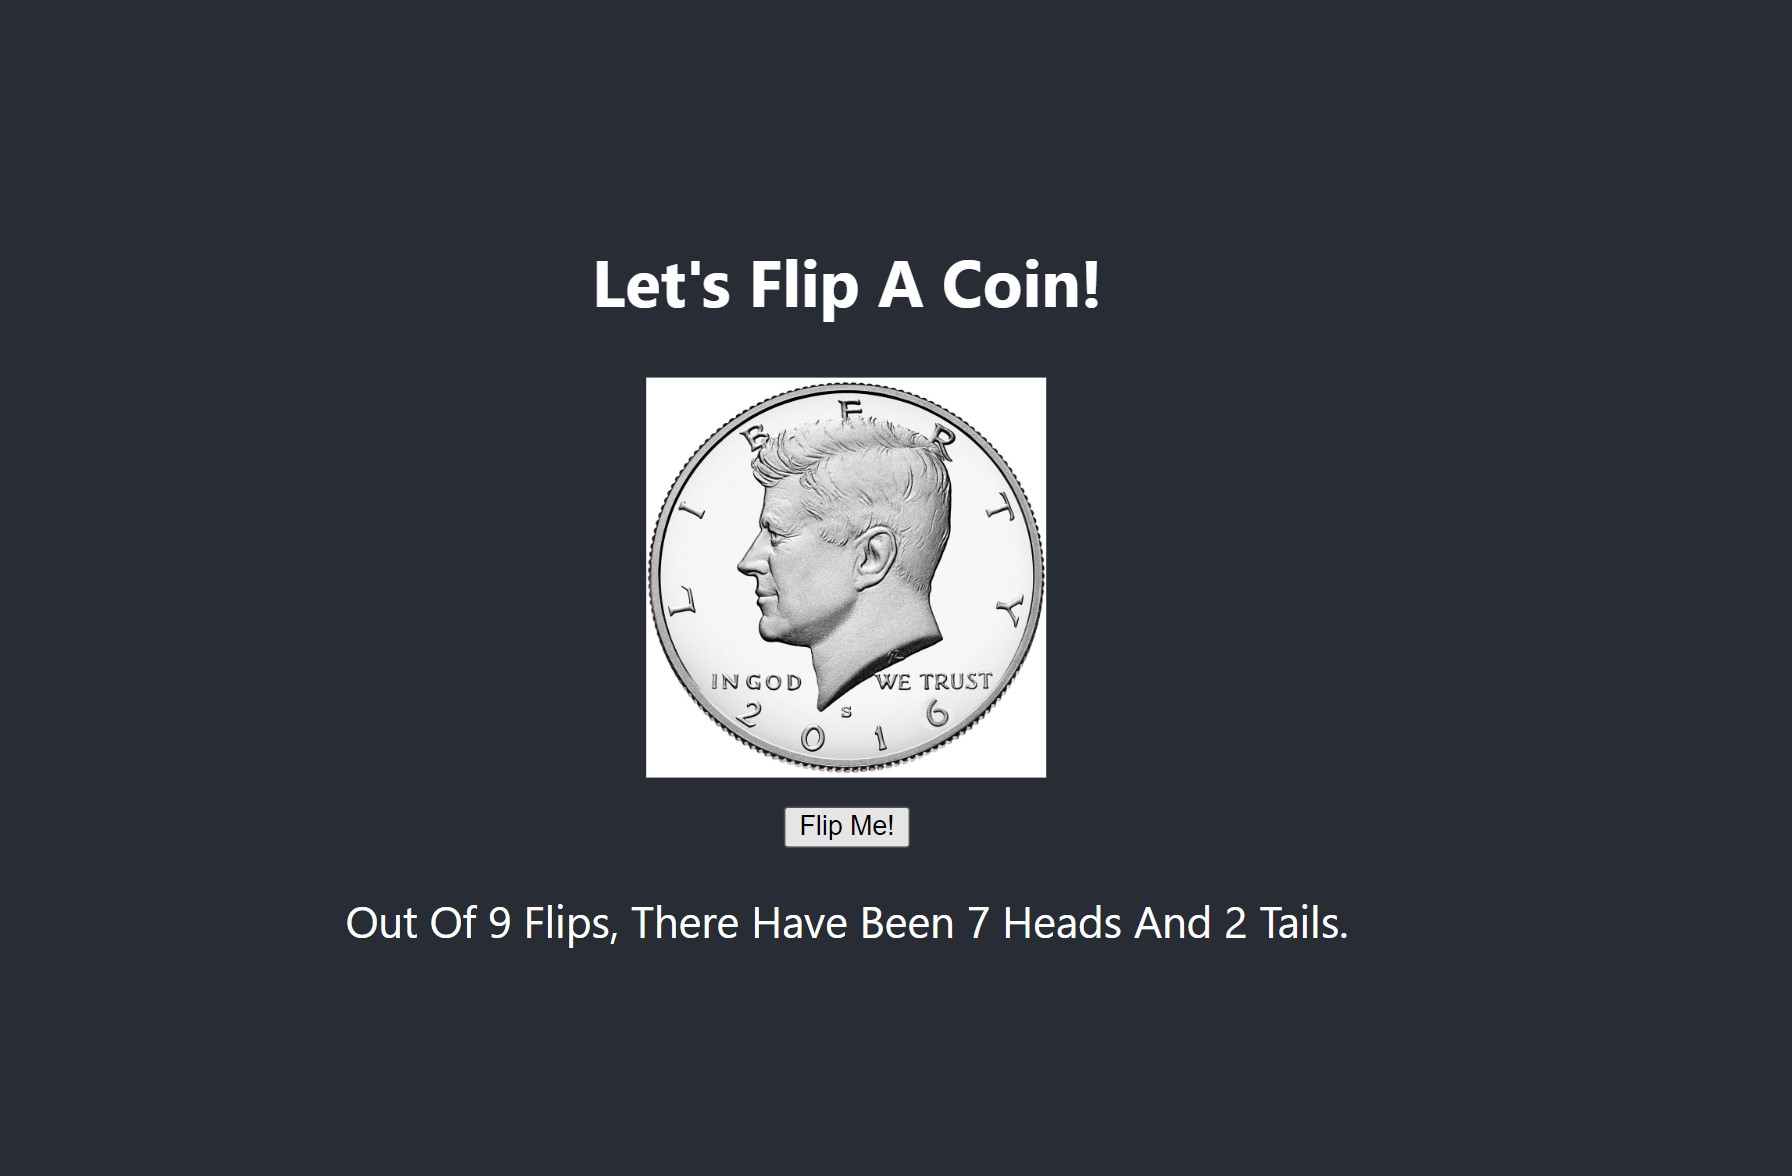 Let's Flip A Coin!
LIBERTY
IN GOD WE TRUST
S
2016
Flip Me!
Out Of 9 Flips, There Have Been 7 Heads And 2 Tails.